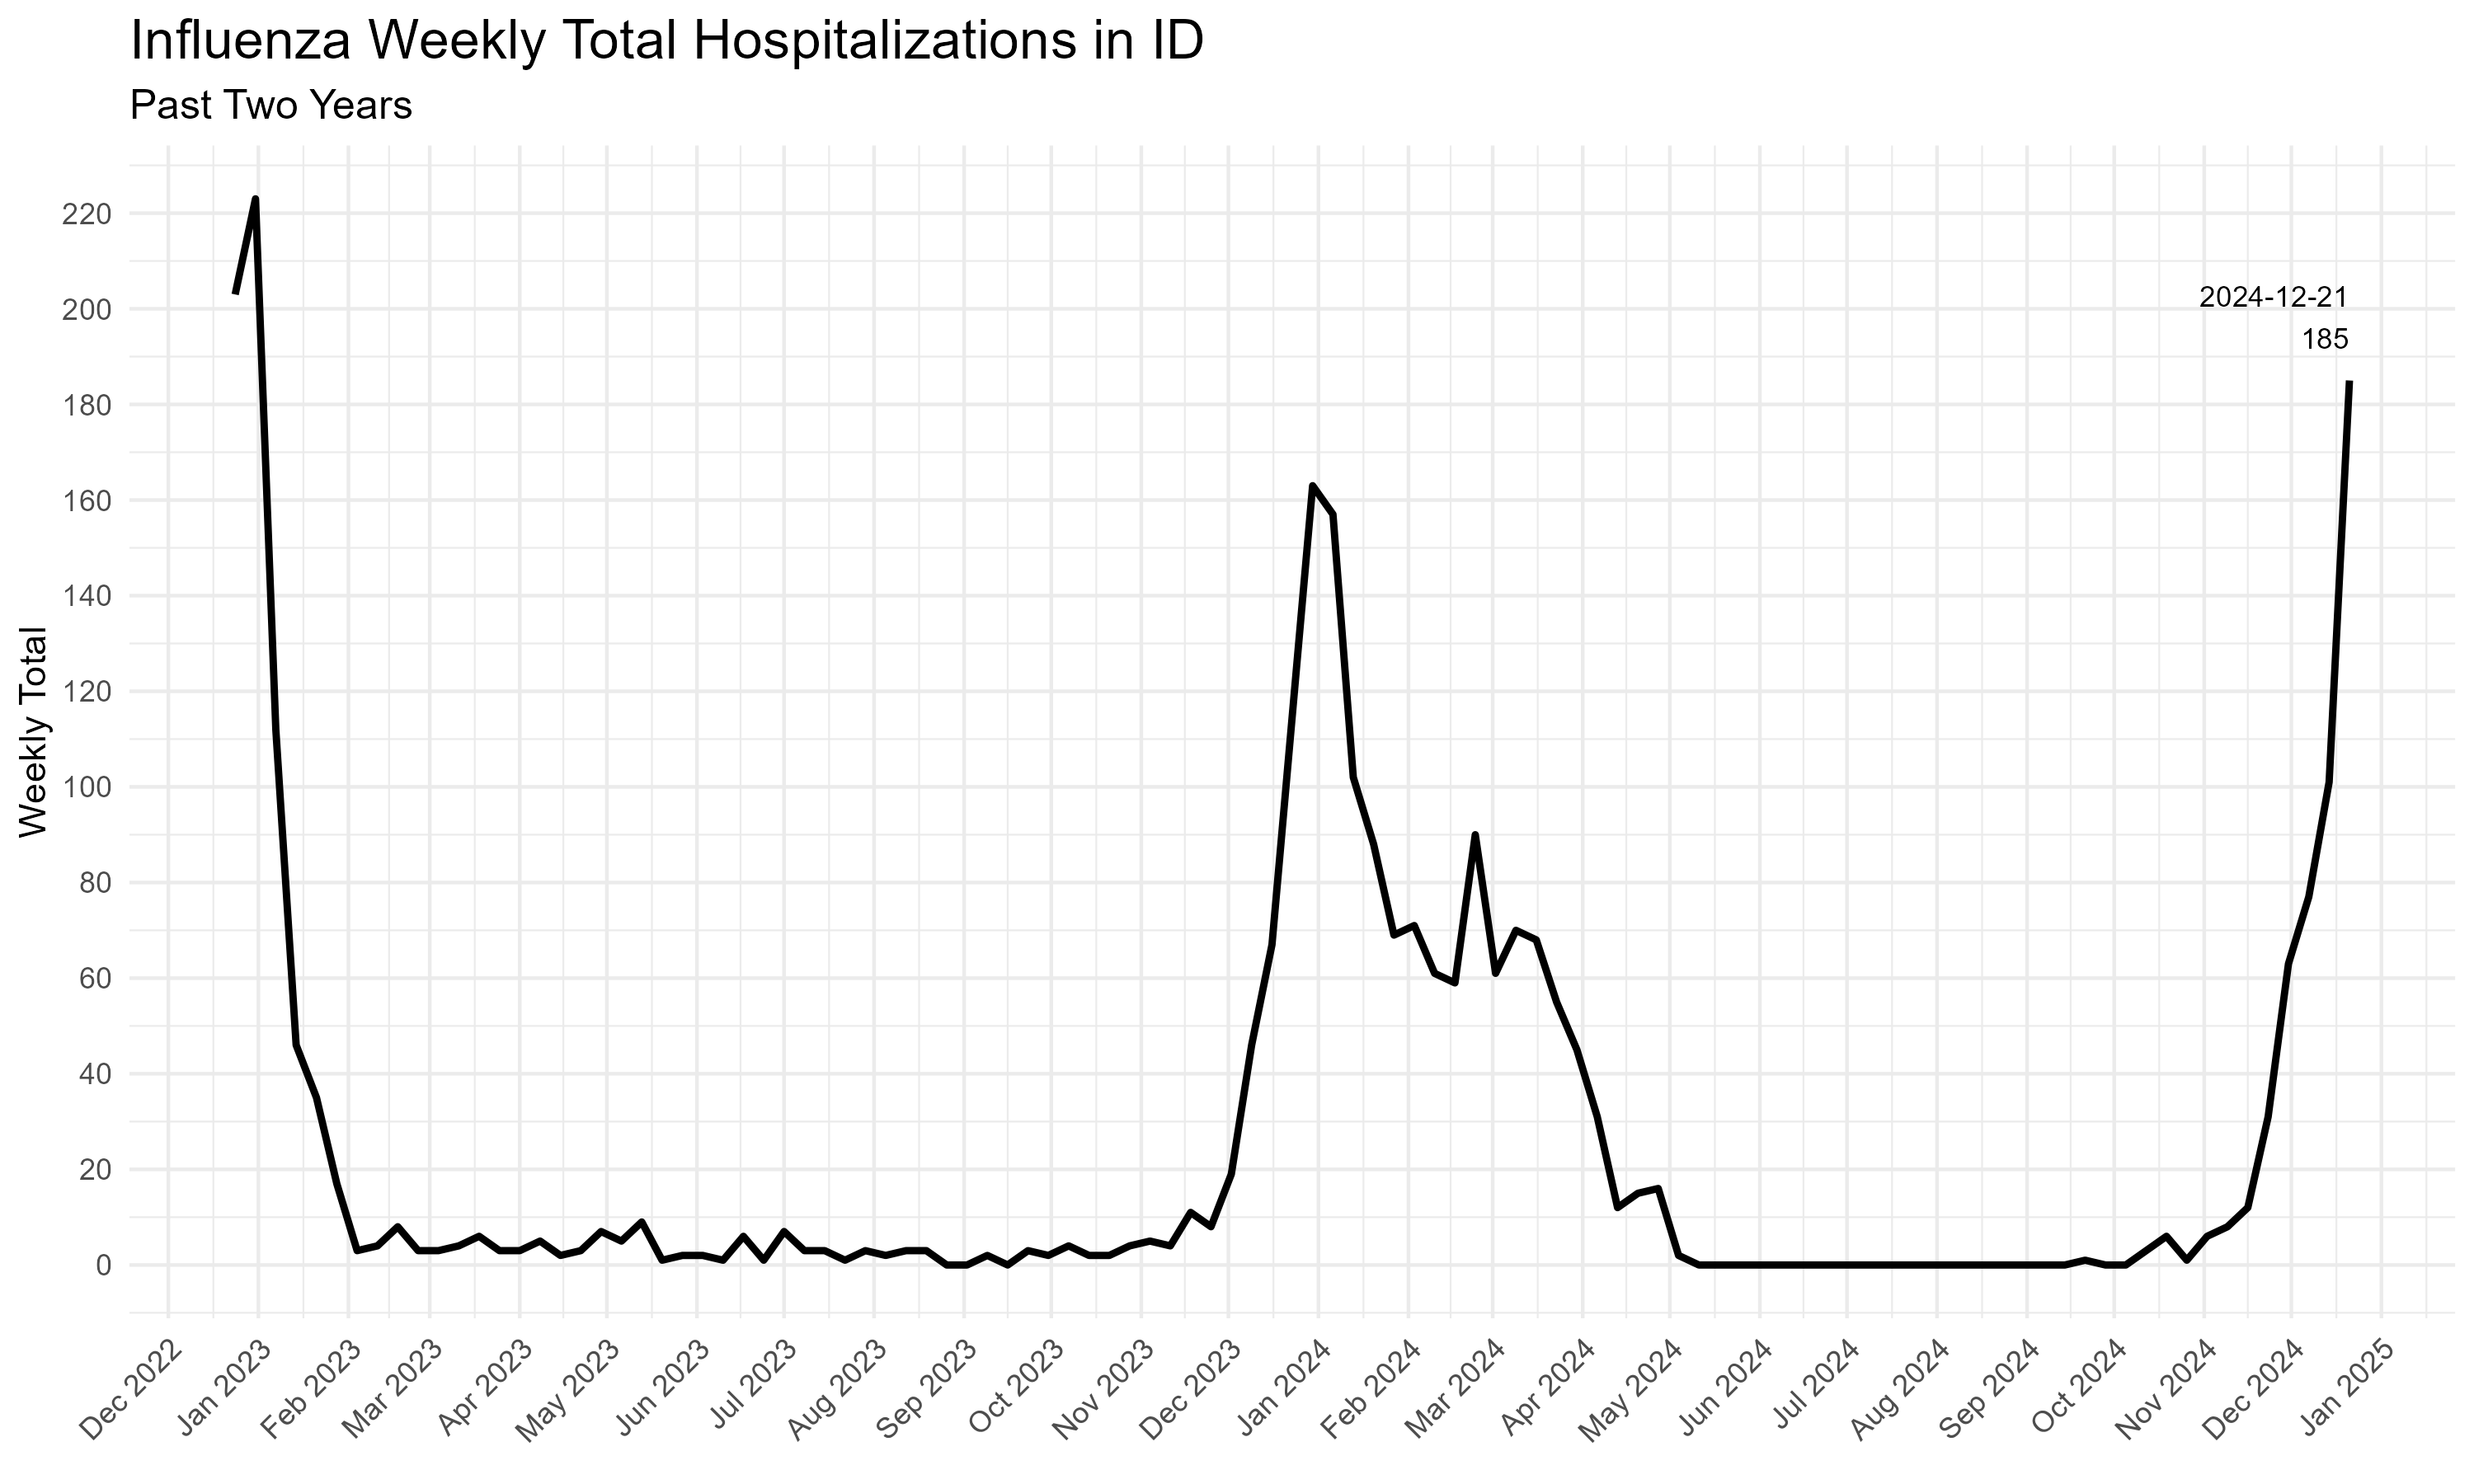 Influenza Weekly Total Hospitalizations in ID
Past Two Years
Weekly Total
220
200
180
160
140
120
100
80
60
40
20
0
2024-12-21
185
Dec 2022
Jan 2023
Feb 2023
Mar 2023
Apr 2023
May 2023
Jun 2023
Jul 2023
Aug 2023
Sep 2023
Oct 2023
Nov 2023
Dec 2023
Jan 2024
Feb 2024
Mar 2024
Apr 2024
May 2024
Jun 2024
Jul 2024
Aug 2024
Sep 2024
Oct 2024
Nov 2024
Dec 2024
Jan 2025